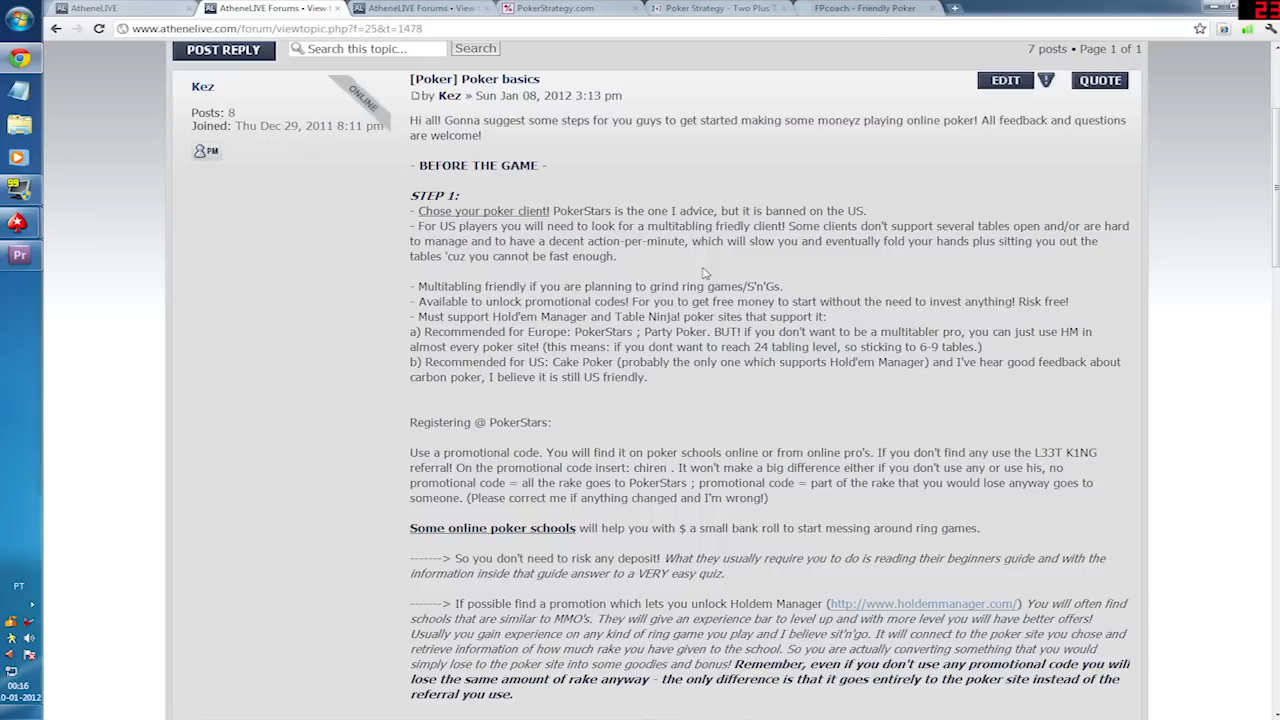 AtheneLIVE
AtheneLIVE Forums • View t
AtheneLIVE Forums • View t
PokerStrategy.com
Poker Strategy - Two Plus T
FPcoach - Friendly Poker
23
www.athenelive.com/forum/viewtopic.php?f=25&t=1478
POST REPLY
Search this topic…
Search
7 posts • Page 1 of 1
Kez
ONLINE
Posts: 8
Joined: Thu Dec 29, 2011 8:11 pm
PM
[Poker] Poker basics
EDIT
!
QUOTE
by Kez » Sun Jan 08, 2012 3:13 pm
Hi all! Gonna suggest some steps for you guys to get started making some moneyz playing online poker! All feedback and questions
are welcome!
- BEFORE THE GAME -
STEP 1:
- Chose your poker client! PokerStars is the one I advice, but it is banned on the US.
- For US players you will need to look for a multitabling friedly client! Some clients don't support several tables open and/or are hard
to manage and to have a decent action-per-minute, which will slow you and eventually fold your hands plus sitting you out the
tables 'cuz you cannot be fast enough.
- Multitabling friendly if you are planning to grind ring games/S'n'Gs.
- Available to unlock promotional codes! For you to get free money to start without the need to invest anything! Risk free!
- Must support Hold'em Manager and Table Ninja! poker sites that support it:
a) Recommended for Europe: PokerStars ; Party Poker. BUT! if you don't want to be a multitabler pro, you can just use HM in
almost every poker site! (this means: if you dont want to reach 24 tabling level, so sticking to 6-9 tables.)
b) Recommended for US: Cake Poker (probably the only one which supports Hold'em Manager) and I've hear good feedback about
carbon poker, I believe it is still US friendly.
Registering @ PokerStars:
Use a promotional code. You will find it on poker schools online or from online pro's. If you don't find any use the L33T K1NG
referral! On the promotional code insert: chiren . It won't make a big difference either if you don't use any or use his, no
promotional code = all the rake goes to PokerStars ; promotional code = part of the rake that you would lose anyway goes to
someone. (Please correct me if anything changed and I'm wrong!)
Some online poker schools will help you with $ a small bank roll to start messing around ring games.
-------> So you don't need to risk any deposit! What they usually require you to do is reading their beginners guide and with the
information inside that guide answer to a VERY easy quiz.
-------> If possible find a promotion which lets you unlock Holdem Manager (http://www.holdemmanager.com/) You will often find
schools that are similar to MMO's. They will give an experience bar to level up and with more level you will have better offers!
Usually you gain experience on any kind of ring game you play and I believe sit'n'go. It will connect to the poker site you chose and
retrieve information of how much rake you have given to the school. So you are actually converting something that you would
simply lose to the poker site into some goodies and bonus. Remember, even if you don't use any promotional code you will
lose the same amount of rake anyway - the only difference is that it goes entirely to the poker site instead of the
referral you use.
99
Pr
PT
00:16
10-01-2012